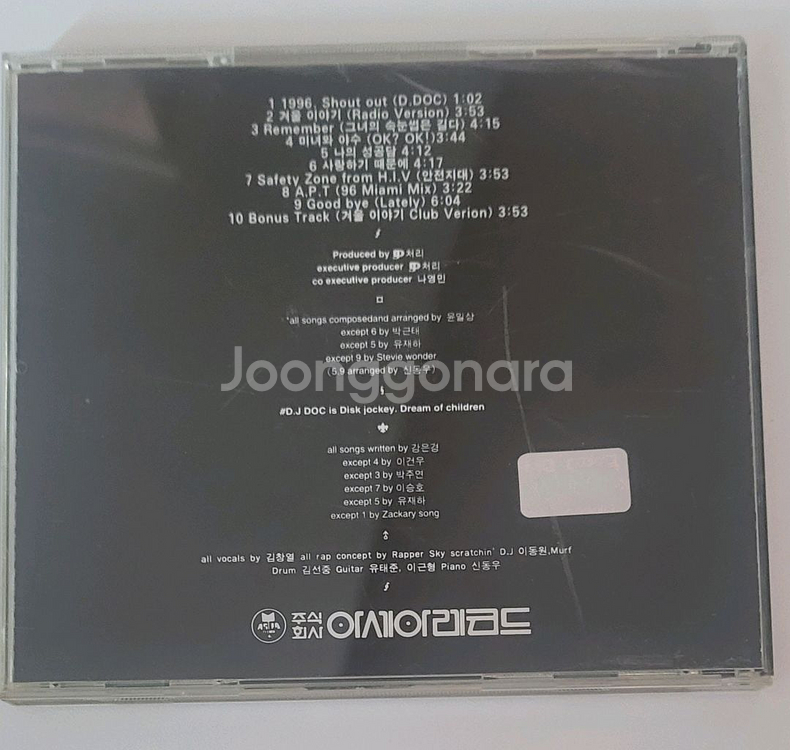 1 1996. Shout out (D.DOC) 1:02
2 겨울 이야기 (Radio Version) 3:53
3 Remember (그녀의 속눈썹은 길다) 4:15
4 미녀와 야수 (OK? OK!)3:44
5 나의 성공담 4:12
6 사랑하기 때문에 4:17
7 Safety Zone from H.I.V (안전지대) 3:53
8 A.P.T (96 Miami Mix) 3:22
9 Good bye (Lately) 6:04
10 Bonus Track (겨울 이야기 Club Verion) 3:53
Produced by 처리
executive producer 처리
co executive producer 나영민
*all songs composedand arranged by 윤일상
except 6 by 박근태
except 5 by 유재하
except 9 by Stevie wonder
(5,9 arranged by 신동우)
Joonggonara
#D.J DOC is Disk jockey. Dream of children
all songs written by 강은경
except 4 by 이건우
except 3 by 박주연
except 7 by 이승호
except 5 by 유재하
except 1 by Zackary song
all vocals by 김창열 all rap concept by Rapper Sky scratchin' D.J 이동원,Murf
Drum 김선중 Guitar 유태준, 이근형 Piano 신동우
ASIA
주식회사 아세아레코드